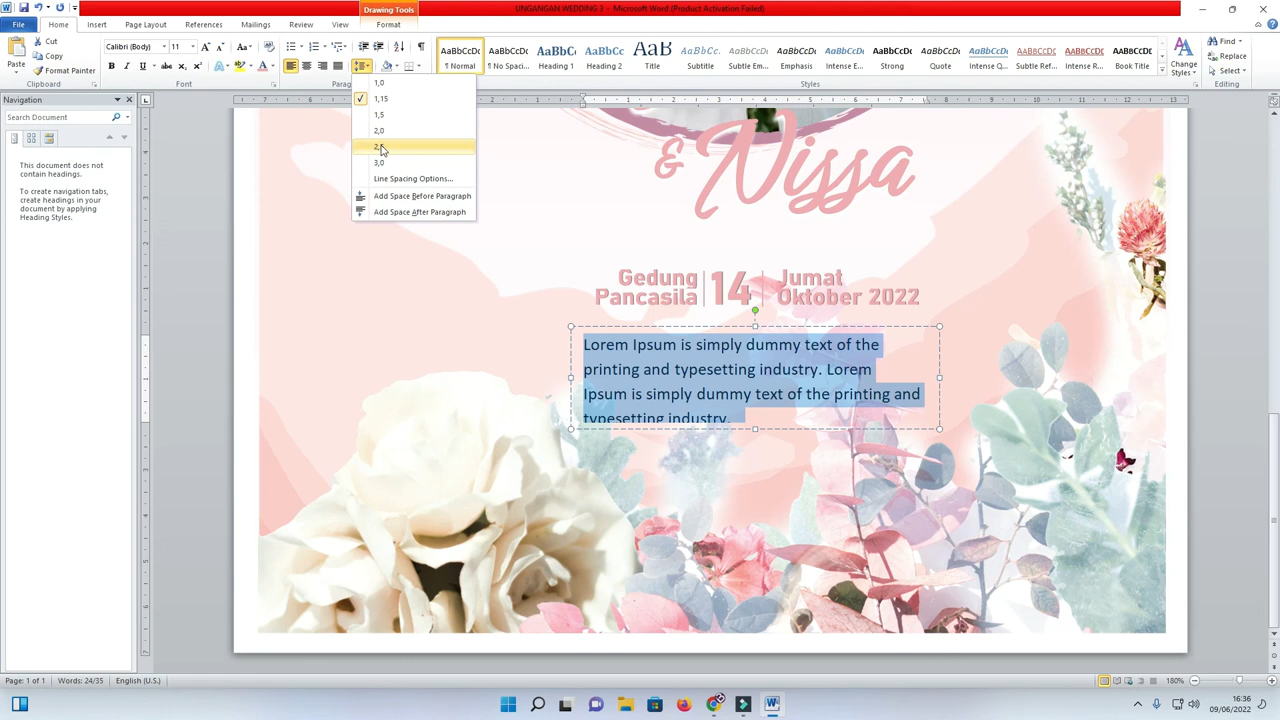 UNGANGAN WEDDING 3 - Microsoft Word (Product Activation Failed)
Drawing Tools
File Home Insert Page Layout References Mailings Review View Format
Cut
Copy
Format Painter
Paste
Clipboard
Calibri (Body) 11
Font
Parag
AaBbCcDc AaBbCcDc AaBbC AaBbCc AaB AaBbCc. AaBbCcDc AaBbCcDc AaBbCcDc AaBbCcDc AaBbCcDc AaBbCcDc AaBbCcDc AaBbCcDc
¶ Normal ¶ No Spaci... Heading 1 Heading 2 Title Subtitle Subtle Em... Emphasis Intense E... Strong Quote Intense Q... Subtle Ref... Intense R... Book Title
Change Styles
Styles
Find
Replace
Select
Editing
1,0
1,15
1,5
2,0
3,0
Line Spacing Options...
Add Space Before Paragraph
Add Space After Paragraph
Navigation
Search Document
This document does not
contain headings.
To create navigation tabs,
create headings in your
document by applying
Heading Styles.
& Nissa
Gedung
Pancasila
14
Jumat
Oktober 2022
Lorem Ipsum is simply dummy text of the
printing and typesetting industry. Lorem
Ipsum is simply dummy text of the printing and
typesetting industry.
Page: 1 of 1 Words: 24/35 English (U.S.)
180%
16:36
09/06/2022